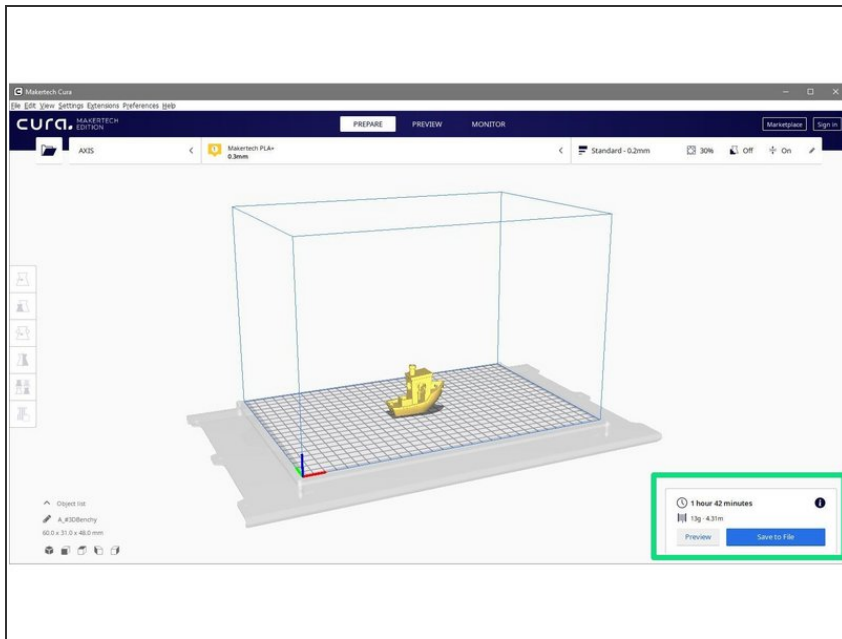 Makertech Cura
File Edit View Settings Extensions Preferences Help
cura. MAKERTECH EDITION
PREPARE PREVIEW MONITOR
Marketplace Sign in
AXIS
Makertech PLA+
0.3mm
Standard - 0.2mm
30% Off On
Object list
A_#3DBenchy
60.0 x 31.0 x 48.0 mm
1 hour 42 minutes
13g · 4.31m
Preview Save to File